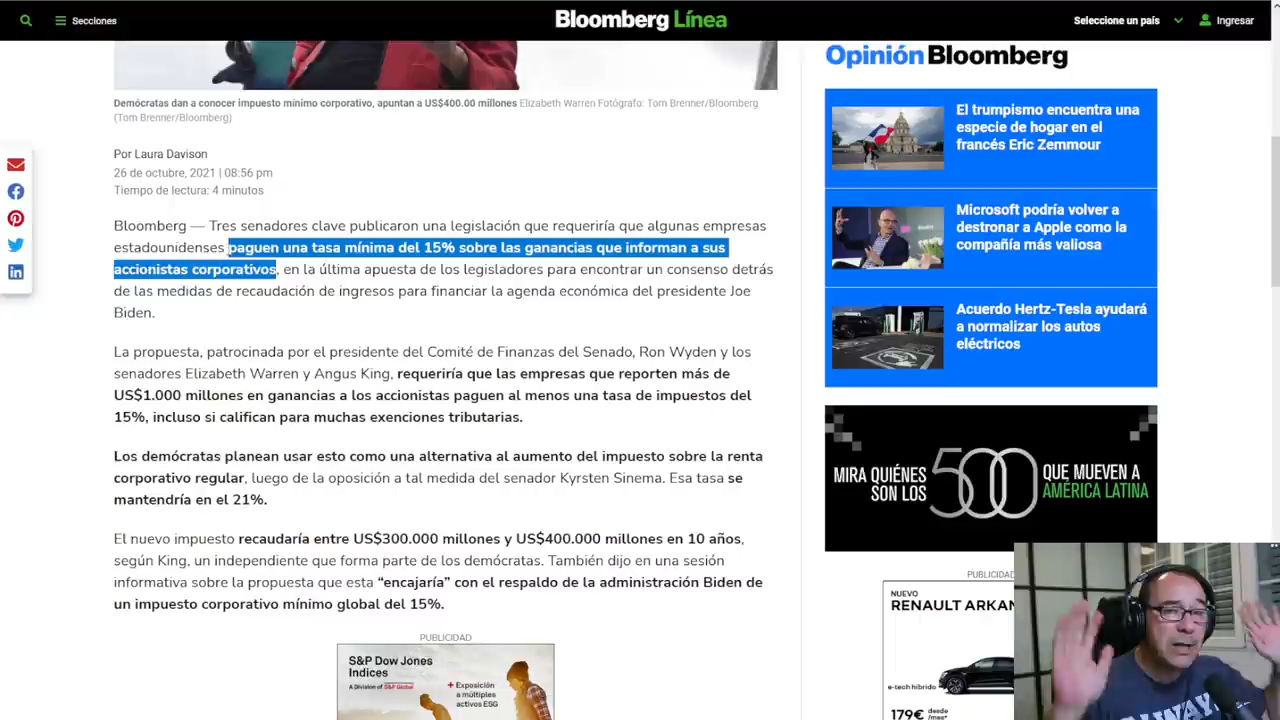 Secciones
Bloomberg Línea
Seleccione un país
Ingresar
Demócratas dan a conocer impuesto mínimo corporativo, apuntan a US$400.00 millones Elizabeth Warren Fotógrafo: Tom Brenner/Bloomberg
(Tom Brenner/Bloomberg)
Por Laura Davison
26 de octubre, 2021 | 08:56 pm
Tiempo de lectura: 4 minutos
Bloomberg — Tres senadores clave publicaron una legislación que requeriría que algunas empresas
estadounidenses paguen una tasa mínima del 15% sobre las ganancias que informan a sus
accionistas corporativos, en la última apuesta de los legisladores para encontrar un consenso detrás
de las medidas de recaudación de ingresos para financiar la agenda económica del presidente Joe
Biden.
La propuesta, patrocinada por el presidente del Comité de Finanzas del Senado, Ron Wyden y los
senadores Elizabeth Warren y Angus King, requeriría que las empresas que reporten más de
US$1.000 millones en ganancias a los accionistas paguen al menos una tasa de impuestos del
15%, incluso si califican para muchas exenciones tributarias.
Los demócratas planean usar esto como una alternativa al aumento del impuesto sobre la renta
corporativo regular, luego de la oposición a tal medida del senador Kyrsten Sinema. Esa tasa se
mantendría en el 21%.
El nuevo impuesto recaudaría entre US$300.000 millones y US$400.000 millones en 10 años,
según King, un independiente que forma parte de los demócratas. También dijo en una sesión
informativa sobre la propuesta que esta “encajaría” con el respaldo de la administración Biden de
un impuesto corporativo mínimo global del 15%.
PUBLICIDAD
S&P Dow Jones
Indices
A Division of S&P Global
+ Exposición
a múltiples
activos ESG
Opinión Bloomberg
El trumpismo encuentra una
especie de hogar en el
francés Eric Zemmour
Microsoft podría volver a
destronar a Apple como la
compañía más valiosa
Acuerdo Hertz-Tesla ayudará
a normalizar los autos
eléctricos
MIRA QUIÉNES
SON LOS
500
QUE MUEVEN A
AMÉRICA LATINA
PUBLICIDAD
NUEVO
RENAULT ARKAN
e-tech híbrido
179€ desde
/mes*